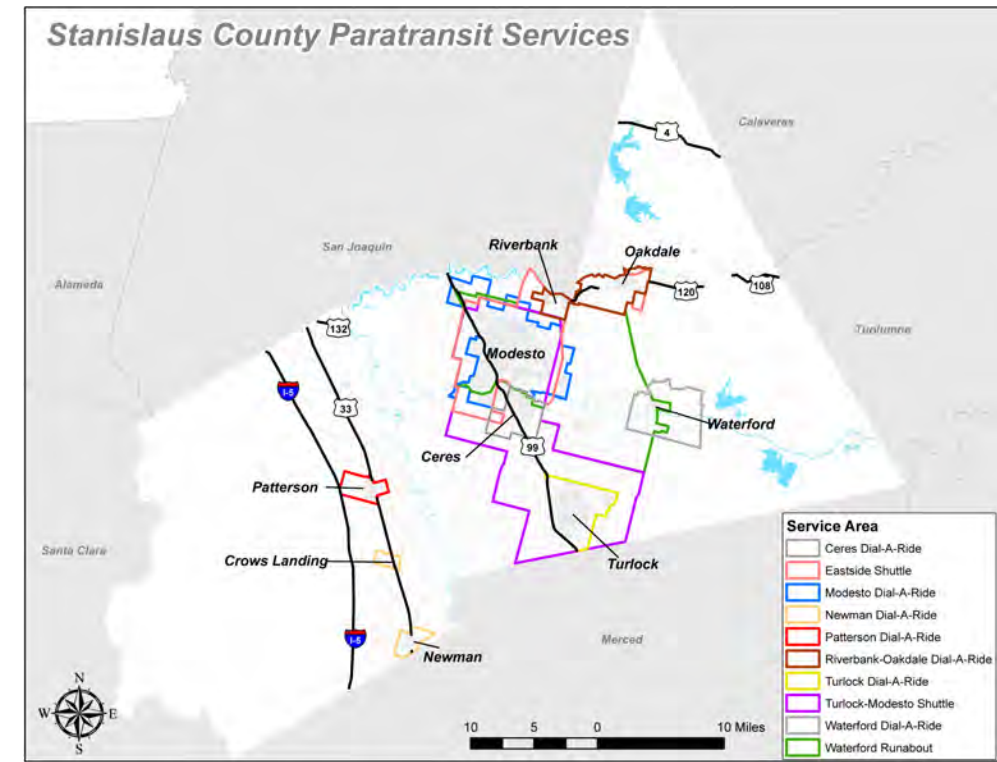 Stanislaus County Paratransit Services
4
Calaveras
San Joaquin
Riverbank
Oakdale
Alameda
120
108
132
Tuolumne
Modesto
I-5
33
Waterford
Ceres
99
Patterson
Santa Clara
Crows Landing
Turlock
Merced
I-5
Newman
N
W
E
S
10 5 0 10 Miles
Service Area
Ceres Dial-A-Ride
Eastside Shuttle
Modesto Dial-A-Ride
Newman Dial-A-Ride
Patterson Dial-A-Ride
Riverbank-Oakdale Dial-A-Ride
Turlock Dial-A-Ride
Turlock-Modesto Shuttle
Waterford Dial-A-Ride
Waterford Runabout